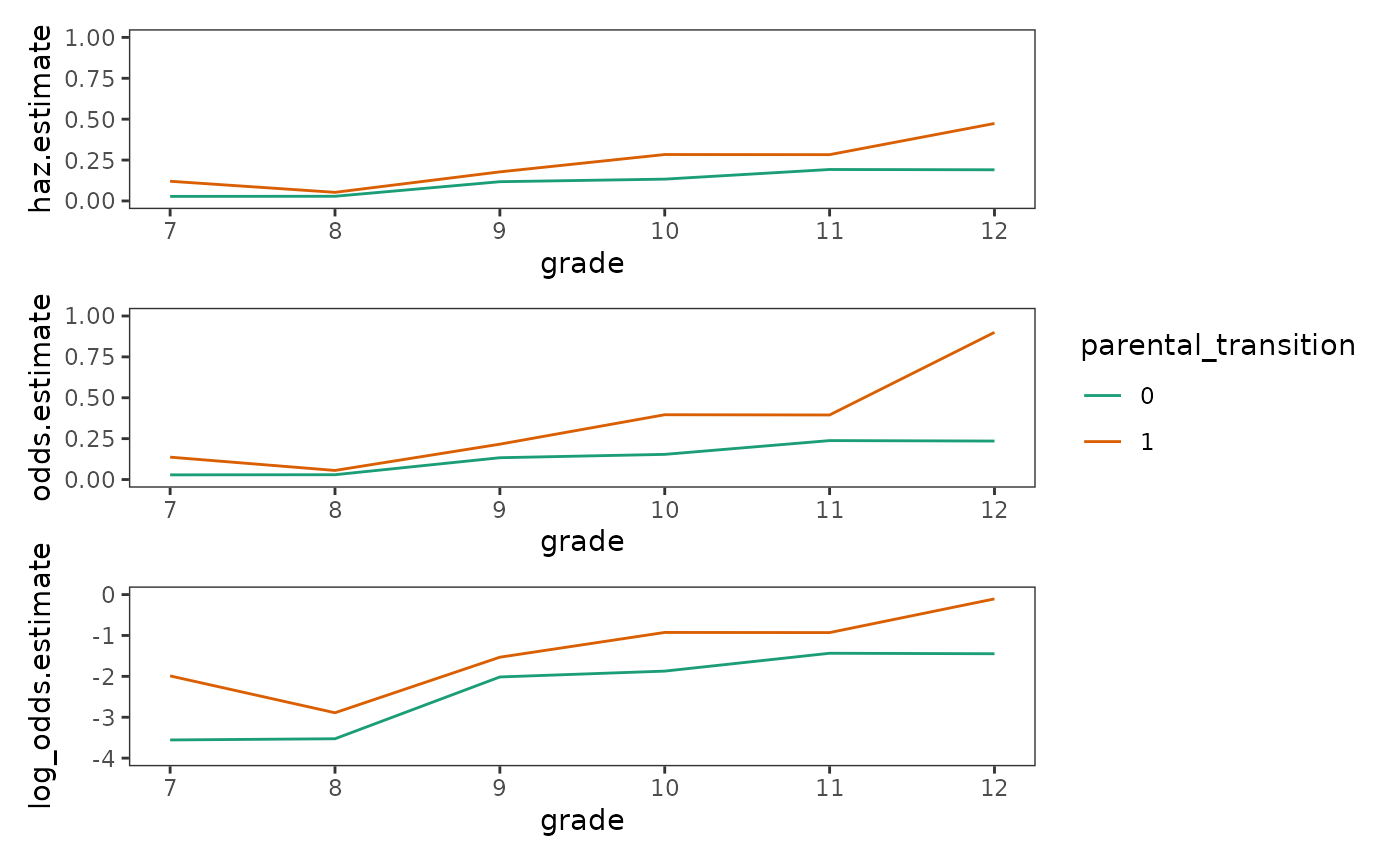 haz.estimate
1.00
0.75
0.50
0.25
0.00
7 8 9 10 11 12
grade
odds.estimate
1.00
0.75
0.50
0.25
0.00
7 8 9 10 11 12
grade
log_odds.estimate
0
-1
-2
-3
-4
7 8 9 10 11 12
grade
parental_transition
0
1